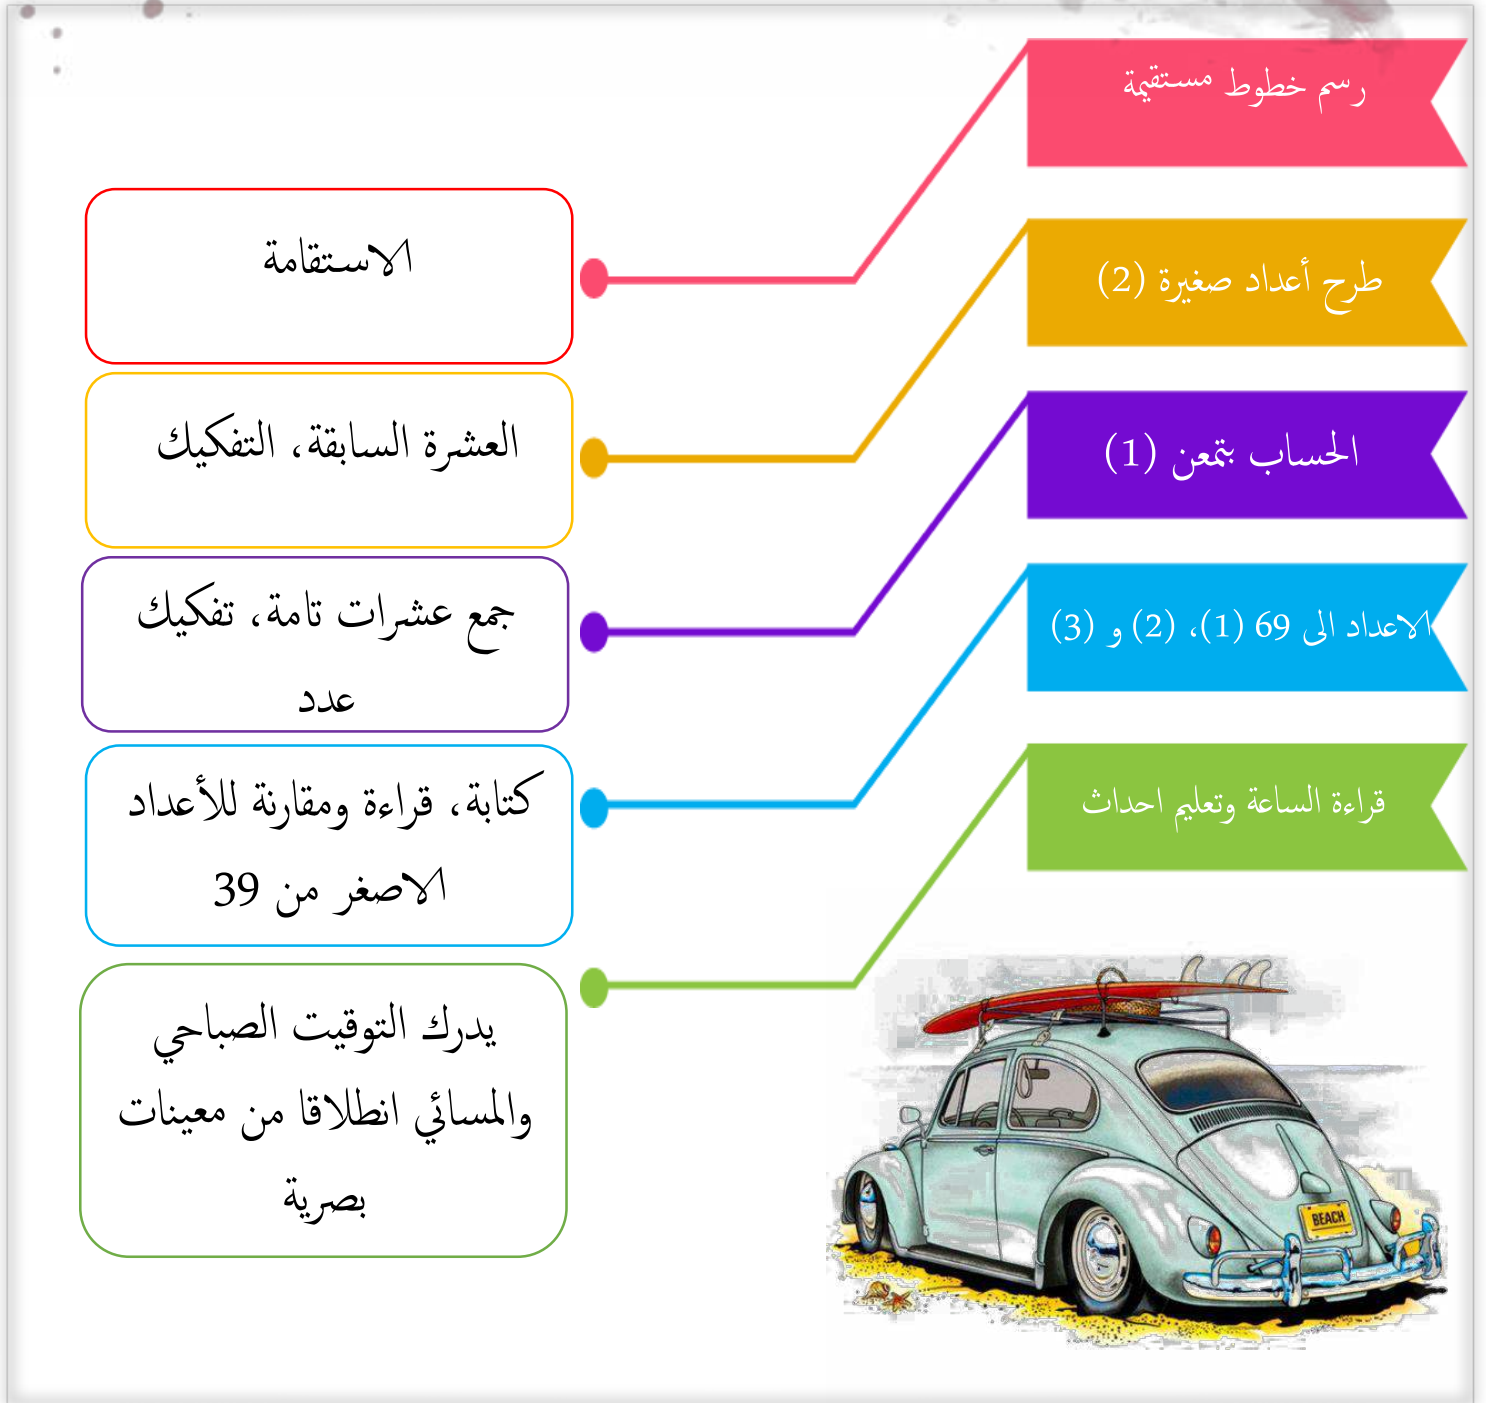 رسم خطوط مستقيمة
الاستقامة
طرح أعداد صغيرة (2)
العشرة السابقة، التفكيك
الحساب بتمعن (1)
جمع عشرات تامة، تفكيك
عدد
الاعداد الى 69 (1)، (2) و (3)
كتابة، قراءة ومقارنة للأعداد
الاصغر من 39
قراءة الساعة وتعليم احداث
يدرك التوقيت الصباحي
والمسائي انطلاقا من معينات
بصرية
BEACH